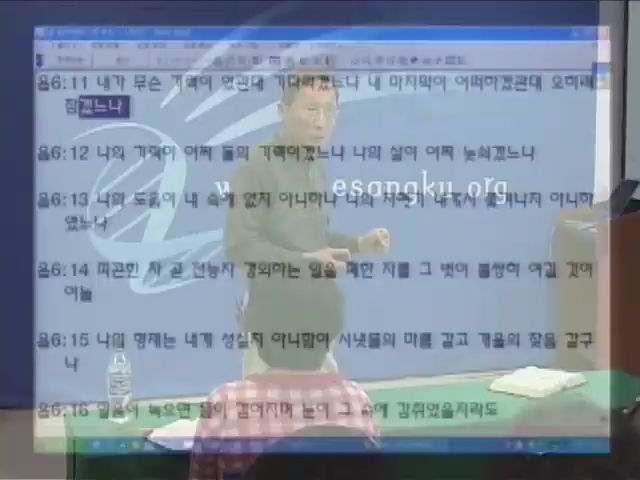 욥6:11 내가 무슨 기력이 있관대 기다리겠느냐 내 마지막이 어떠하겠관대 오히려
참겠느냐
욥6:12 나의 기력이 어찌 돌의 기력이겠느냐 나의 살이 어찌 놋쇠겠느냐
esangku.org
욥6:13 나의 도움이 내 속에 없지 아니하냐 나의 지혜가 내게서 쫓겨나지 아니하
였느냐
욥6:14 피곤한 자 곧 전능자 경외하는 일을 폐한 자를 그 벗이 불쌍히 여길 것이
어늘
욥6:15 나의 형제는 내게 성실치 아니함이 시냇물의 마름 같고 개울의 잦음 같구
나
욥6:16 얼음이 녹으면 물이 검어지며 눈이 그 속에 감취었을지라도